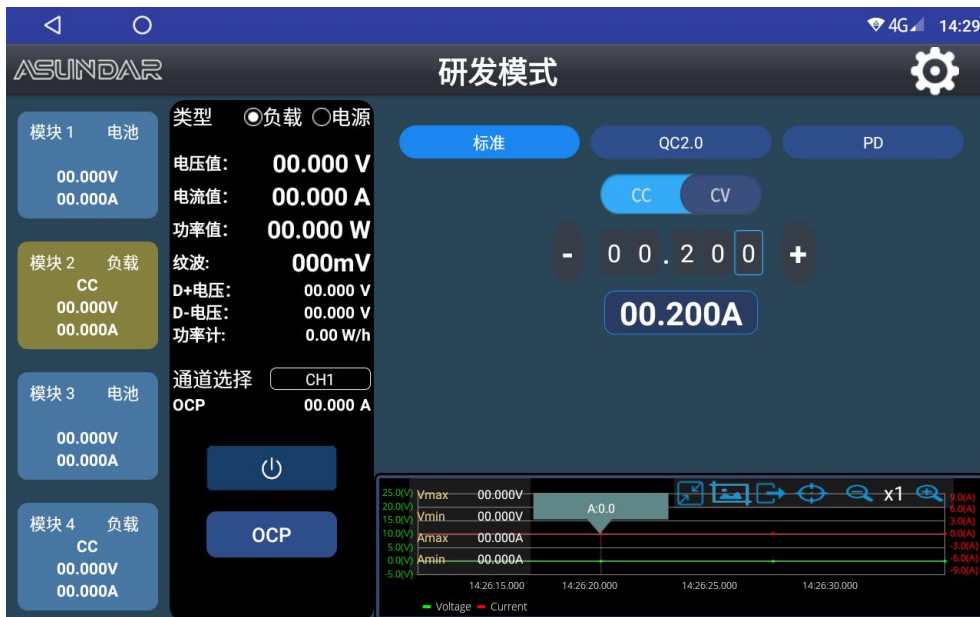 4G 14:29
ASUNDAR
研发模式
模块 1 电池
00.000V
00.000A
模块 2 负载
CC
00.000V
00.000A
模块 3 电池
00.000V
00.000A
模块 4 负载
CC
00.000V
00.000A
类型 负载 电源
电压值: 00.000 V
电流值: 00.000 A
功率值: 00.000 W
纹波: 000mV
D+电压: 00.000 V
D-电压: 00.000 V
功率计: 0.00 W/h
通道选择 CH1
OCP 00.000 A
OCP
标准 QC2.0 PD
CC CV
- 0 0 . 2 0 0 +
00.200A
x1
25.0(V) Vmax 00.000V 9.0(A)
20.0(V) A:0.0 6.0(A)
15.0(V) Vmin 00.000V 3.0(A)
10.0(V) Amax 00.000A 0.0(A)
5.0(V) -3.0(A)
0.0(V) Amin 00.000A -6.0(A)
-5.0(V) -9.0(A)
14:26:15.000 14:26:20.000 14:26:25.000 14:26:30.000
Voltage Current